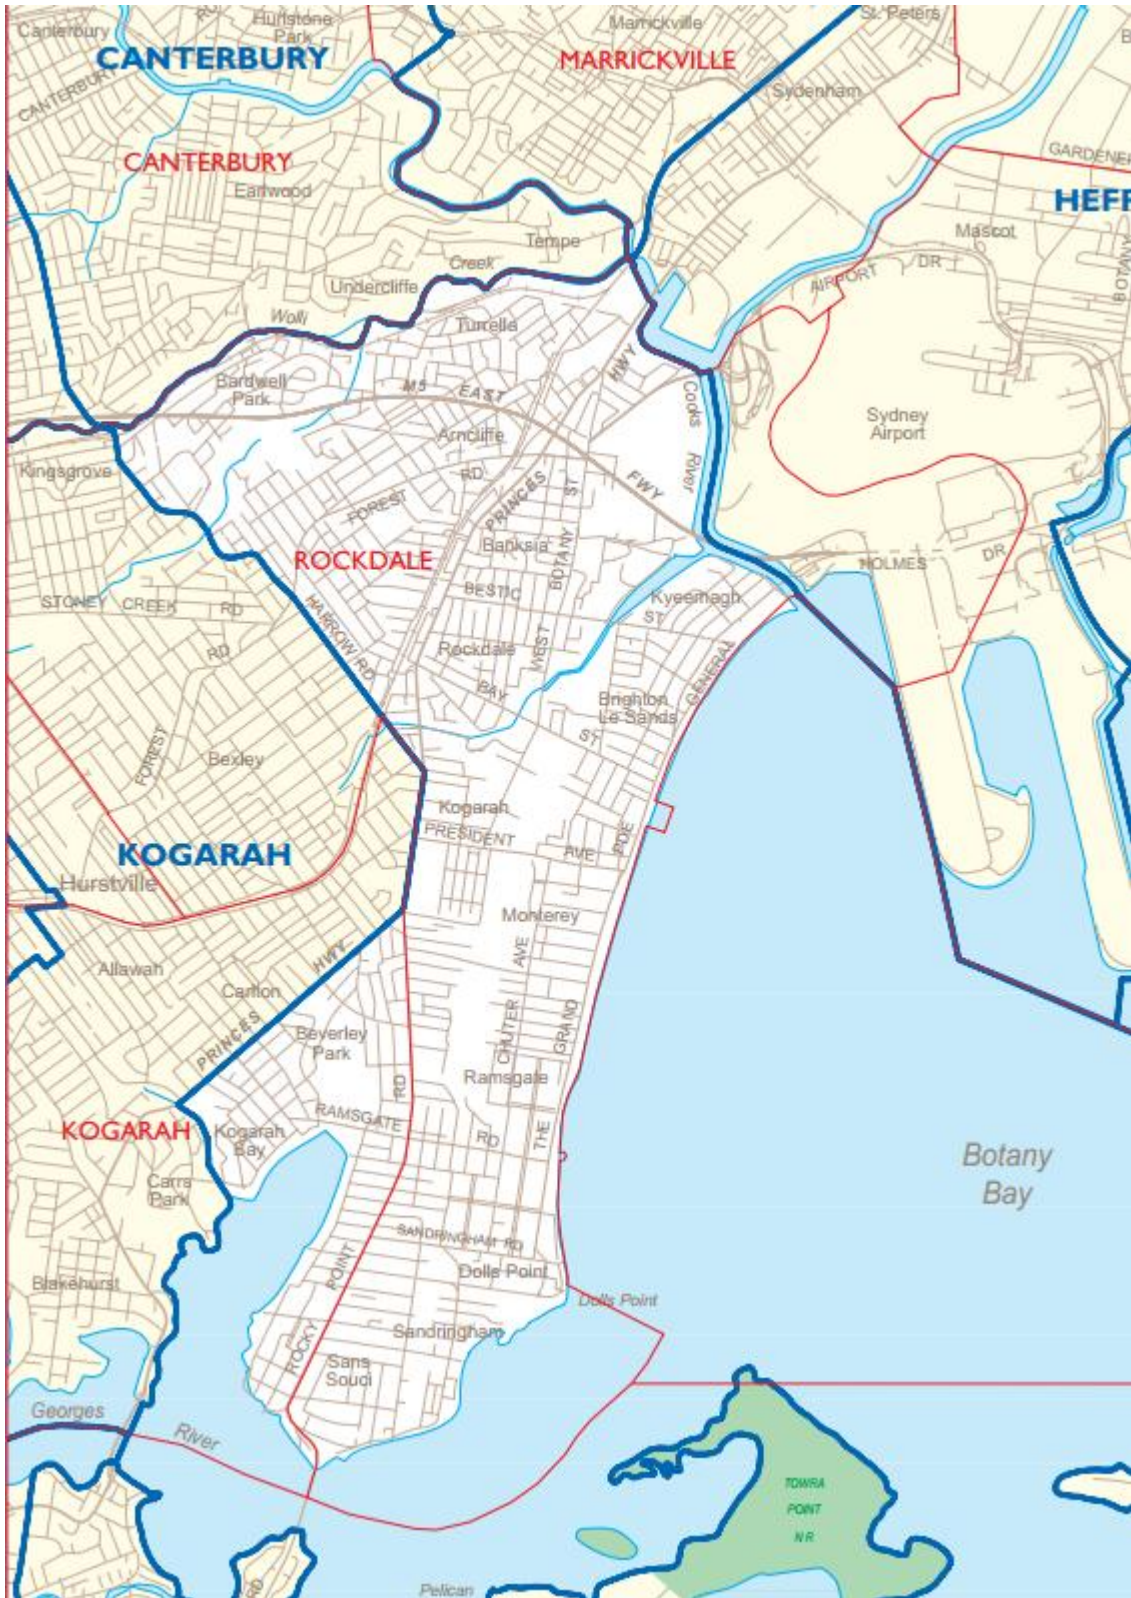 Canterbury
RD
Hurlstone
Park
Marrickville
St. Peters
CANTERBURY
MARRICKVILLE
CANTERBURY
Sydenham
CANTERBURY
GARDENER
Earlwood
HEFF
Tempe
Mascot
Creek
DR
Undercliffe
AIRPORT
BOTANY
Wolli
Turrella
HWY
Bardwell
Park
M5
EAST
Cooks
River
Sydney
Airport
Arncliffe
Kingsgrove
RD
FWY
FOREST
PRINCES
ST
Banksia
BOTANY
ROCKDALE
HOLMES
DR
BESTIC
ST
Kyeemagh
STONEY
CREEK
RD
HARROW RD
RD
Rockdale
WEST
GENERAL
BAY
ST
Brighton
Le Sands
FOREST
Bexley
Kogarah
PRESIDENT
AVE
PDE
KOGARAH
Hurstville
Monterey
HWY
AVE
Allawah
Carlton
CHUTER
GRAND
PRINCES
Beverley
Park
Ramsgate
RD
RAMSGATE
RD
THE
KOGARAH
Kogarah
Bay
Botany
Bay
Carrs
Park
SANDRINGHAM RD
POINT
Dolls Point
Blakehurst
Dolls Point
Sandringham
ROCKY
Sans
Souci
Georges
River
TOWRA
POINT
N R
RD
Pelican